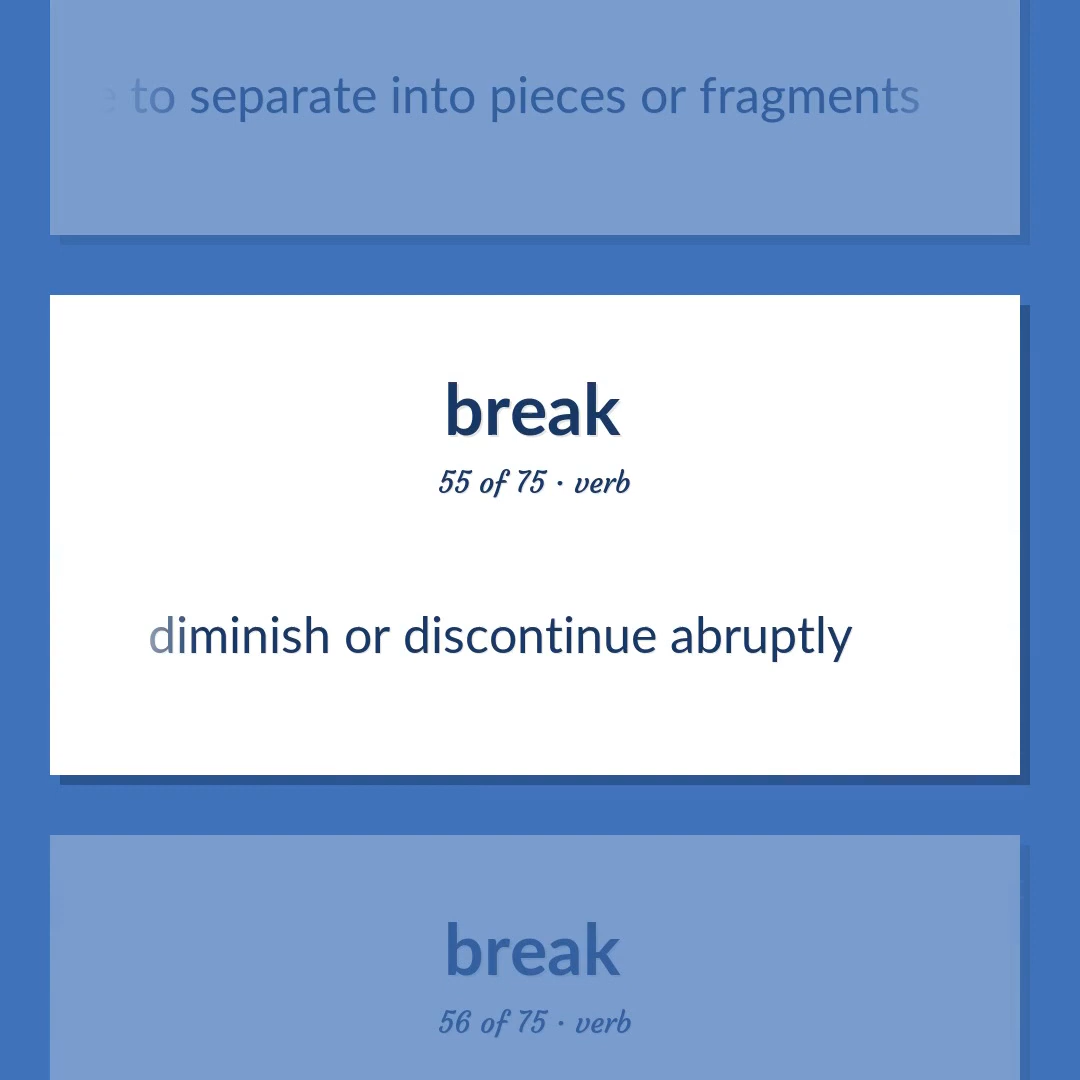 to separate into pieces or fragments
break
55 of 75 · verb
diminish or discontinue abruptly
break
56 of 75 · verb